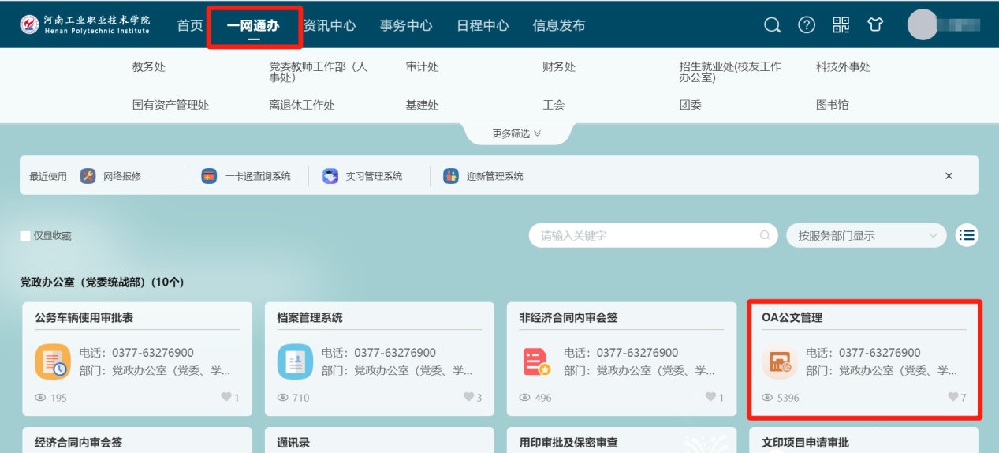 河南工业职业技术学院
Henan Polytechnic Institute
首页 一网通办 资讯中心 事务中心 日程中心 信息发布
教务处 党委教师工作部（人事处） 审计处 财务处 招生就业处(校友工作办公室) 科技外事处
国有资产管理处 离退休工作处 基建处 工会 团委 图书馆
更多筛选
最近使用 网络报修 一卡通查询系统 实习管理系统 迎新管理系统
仅显收藏 请输入关键字 按服务部门显示
党政办公室（党委统战部）(10个)
公务车辆使用审批表 档案管理系统 非经济合同内审会签 OA公文管理
电话：0377-63276900 电话：0377-63276900 电话：0377-63276900 电话：0377-63276900
部门：党政办公室（党委、学... 部门：党政办公室（党委、学... 部门：党政办公室（党委、学... 部门：党政办公室（党委、学...
195 1 710 3 496 1 5396 7
经济合同内审会签 通讯录 用印审批及保密审查 文印项目申请审批